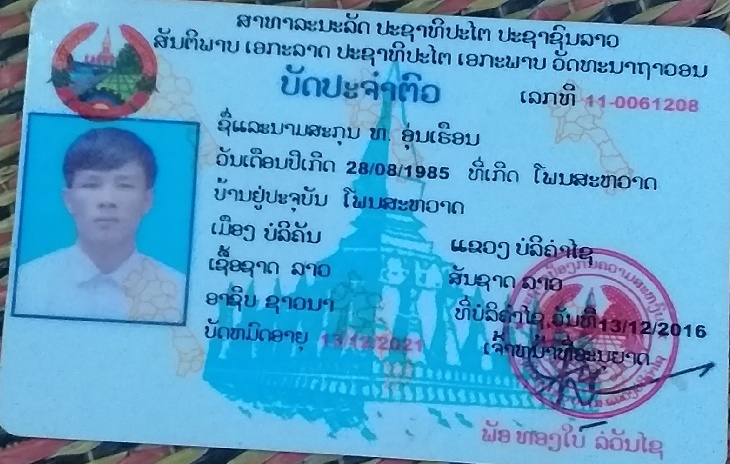 ສາທາລະນະລັດ ປະຊາທິປະໄຕ ປະຊາຊົນລາວ
ສັນຕິພາບ ເອກະລາດ ປະຊາທິປະໄຕ ເອກະພາບ ວັດທະນາຖາວອນ
ບັດປະຈຳຕົວ
ເລກທີ 11-0061208
ຊື່ແລະນາມສະກຸນ ທ. ອຸ່ນເຮືອນ
ວັນເດືອນປີເກີດ 28/08/1985 ທີ່ເກີດ ໂພນສະຫວາດ
ບ້ານຢູ່ປະຈຸບັນ ໂພນສະຫວາດ
ເມືອງ ບໍລິຄັນ ແຂວງ ບໍລິຄຳໄຊ
ເຊື້ອຊາດ ລາວ ສັນຊາດ ລາວ
ອາຊີບ ຊາວນາ ທີ່ບໍລິຄຳໄຊ,ວັນທີ13/12/2016
ບັດຫມົດອາຍຸ 13/12/2021 ເຈົ້າຫນ້າທີ່ອະນຸຍາດ
ພັອ ທອງໃບ ລໍວັນໄຊ